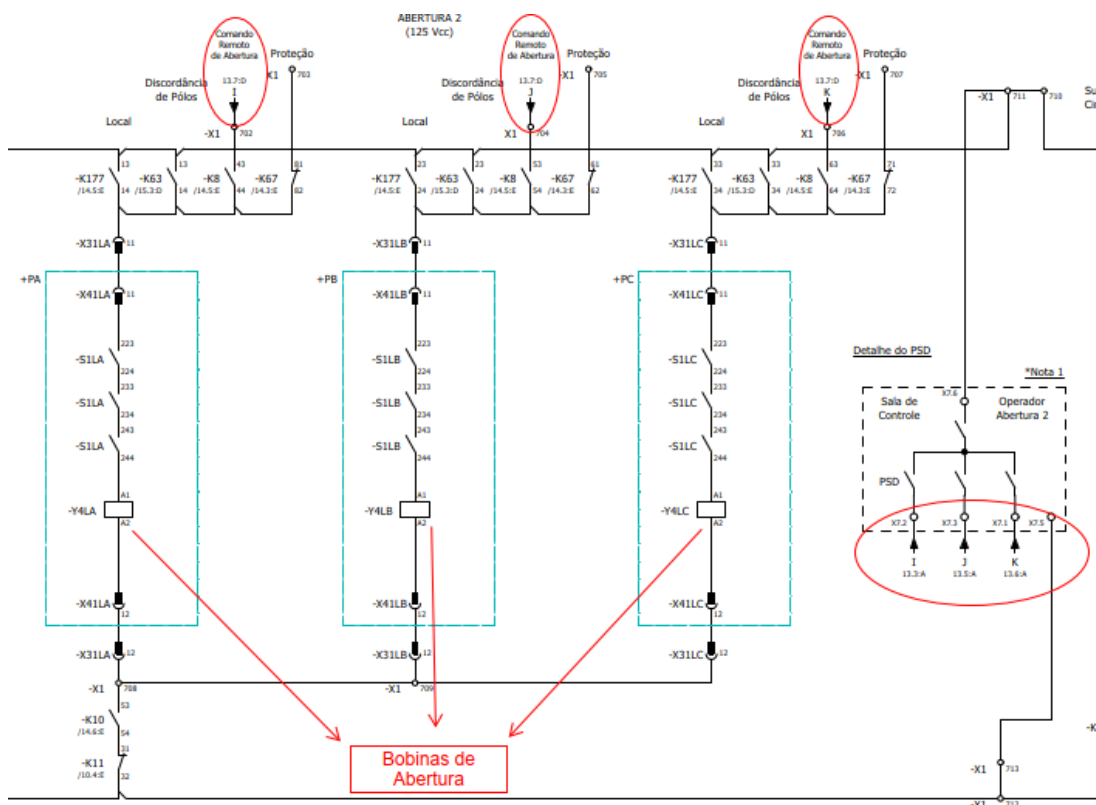 ABERTURA 2
(125 Vcc)
Comando
Remoto
de Abertura
13.7:D
I
Proteção
X1
703
Discordância
de Pólos
-X1
702
Local
Comando
Remoto
de Abertura
13.7:D
J
Proteção
-X1
705
Discordância
de Pólos
X1
704
Local
Comando
Remoto
de Abertura
13.7:D
K
Proteção
-X1
707
Discordância
de Pólos
X1
706
Local
-X1
711
710
Su
Cir
13
-K177
/14.5:E
14
13
-K63
/15.3:D
14
43
-K8
/14.5:E
44
81
-K67
/14.3:E
82
23
-K177
/14.5:E
24
23
-K63
/15.3:D
24
53
-K8
/14.5:E
54
61
-K67
/14.3:E
62
33
-K177
/14.5:E
34
33
-K63
/15.3:D
34
63
-K8
/14.5:E
64
71
-K67
/14.3:E
72
-X31LA
11
-X31LB
11
-X31LC
11
+PA
-X41LA
11
+PB
-X41LB
11
+PC
-X41LC
11
223
-S1LA
224
233
-S1LA
234
243
-S1LA
244
A1
-Y4LA
A2
223
-S1LB
224
233
-S1LB
234
243
-S1LB
244
A1
-Y4LB
A2
223
-S1LC
224
233
-S1LC
234
243
-S1LC
244
A1
-Y4LC
A2
Detalhe do PSD
*Nota 1
X7.6
Sala de
Controle
Operador
Abertura 2
PSD
X7.2
X7.3
X7.1
X7.5
I
J
K
13.3:A
13.5:A
13.6:A
-X41LA
12
-X41LB
12
-X41LC
12
-X31LA
12
-X31LB
12
-X31LC
12
-X1
708
-X1
709
53
-K10
/14.6:E
54
31
-K11
/10.4:E
32
Bobinas de
Abertura
-K
-X1
713
-X1
712